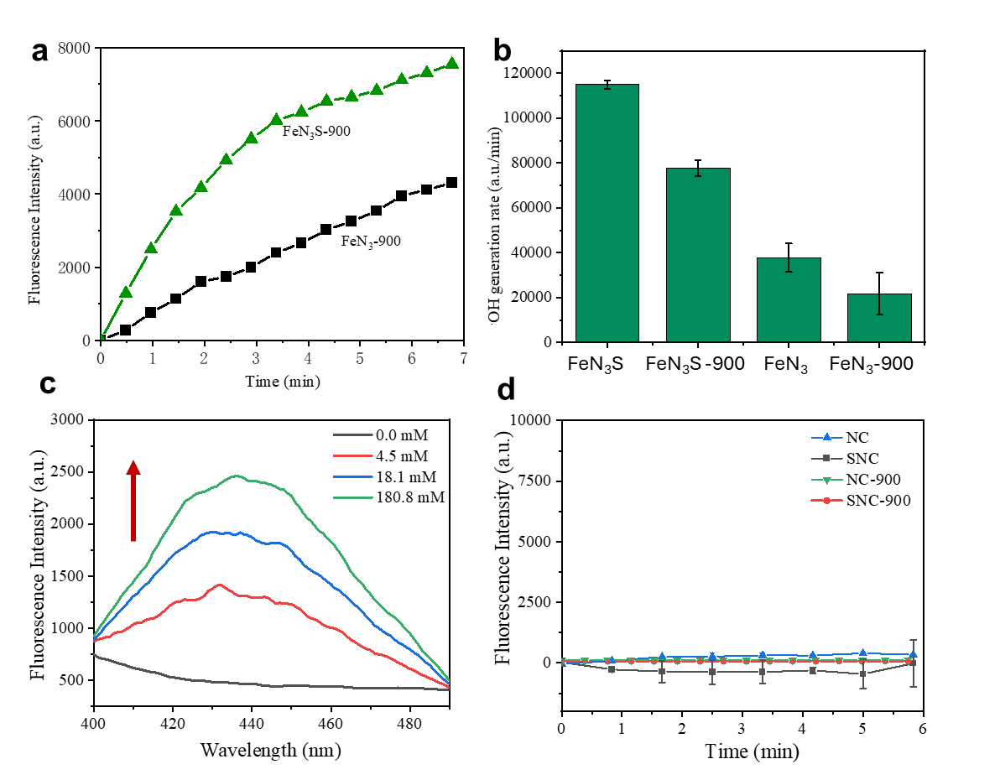 a
8000
6000
4000
2000
0
Fluorescence Intensity (a.u.)
FeN₃S-900
FeN₃-900
0 1 2 3 4 5 6 7
Time (min)
b
120000
100000
80000
60000
40000
20000
0
·OH generation rate (a.u./min)
FeN₃S FeN₃S-900 FeN₃ FeN₃-900
c
3000
2500
2000
1500
1000
500
Fluorescence Intensity (a.u.)
0.0 mM
4.5 mM
18.1 mM
180.8 mM
400 420 440 460 480
Wavelength (nm)
d
10000
7500
5000
2500
0
Fluorescence Intensity (a.u.)
NC
SNC
NC-900
SNC-900
0 1 2 3 4 5 6
Time (min)